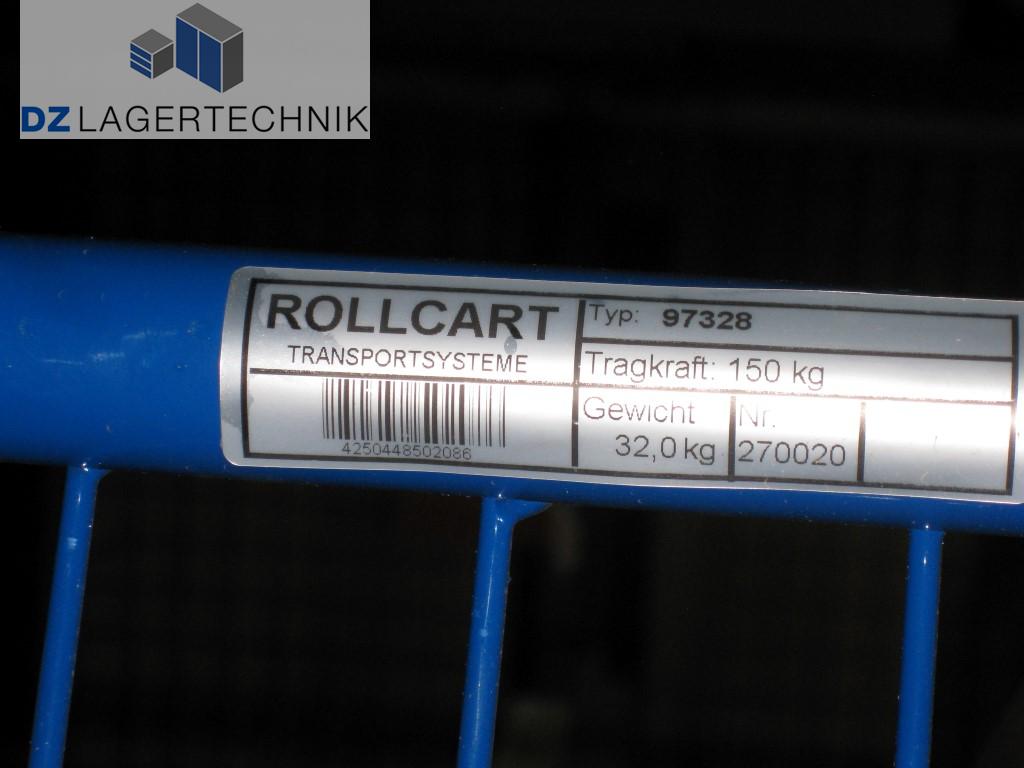 DZ LAGERTECHNIK
ROLLCART
TRANSPORTSYSTEME
4250448502086
Typ: 97328
Tragkraft: 150 kg
Gewicht
32,0 kg
Nr.
270020